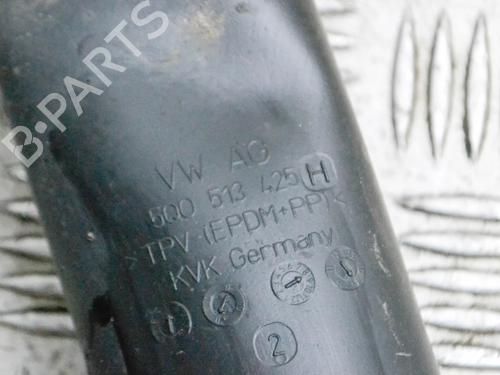 B-PARTS
VW AG
5Q0 513 425 H
>TPV (EPDM+PP)<
KVK Germany
2